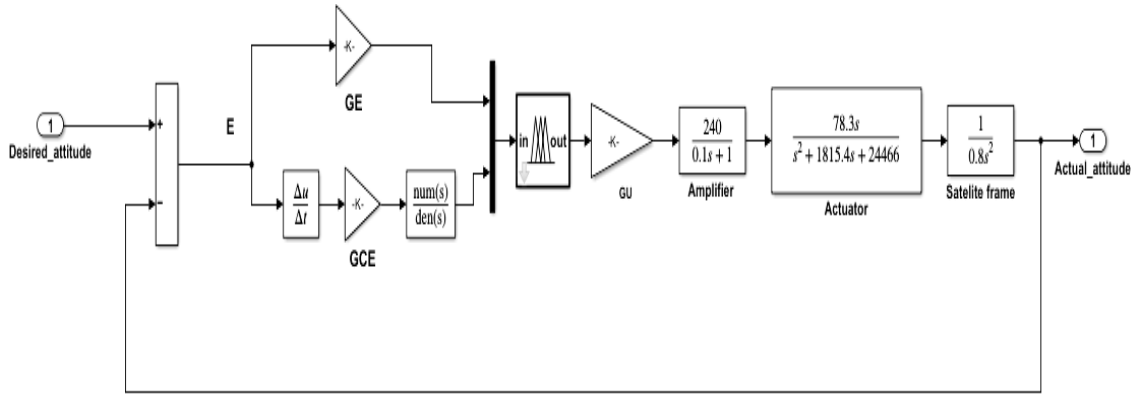 -K-
GE
1
Desired_attitude
+
E
−
Δu
Δt
-K-
GCE
num(s)
den(s)
in out
-K-
GU
240
0.1s + 1
Amplifier
78.3s
s² + 1815.4s + 24466
Actuator
1
0.8s²
Satelite frame
1
Actual_attitude